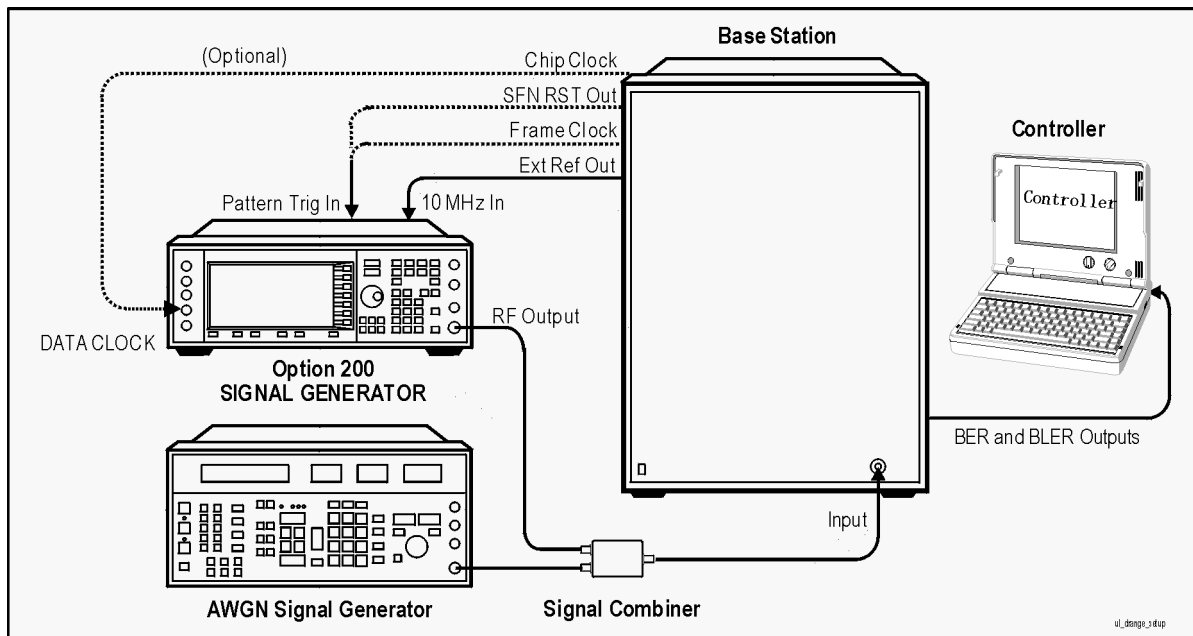 Base Station
(Optional)
Chip Clock
SFN RST Out
Frame Clock
Ext Ref Out
Controller
Pattern Trig In
10 MHz In
Controller
DATA CLOCK
RF Output
Option 200
SIGNAL GENERATOR
BER and BLER Outputs
Input
AWGN Signal Generator
Signal Combiner